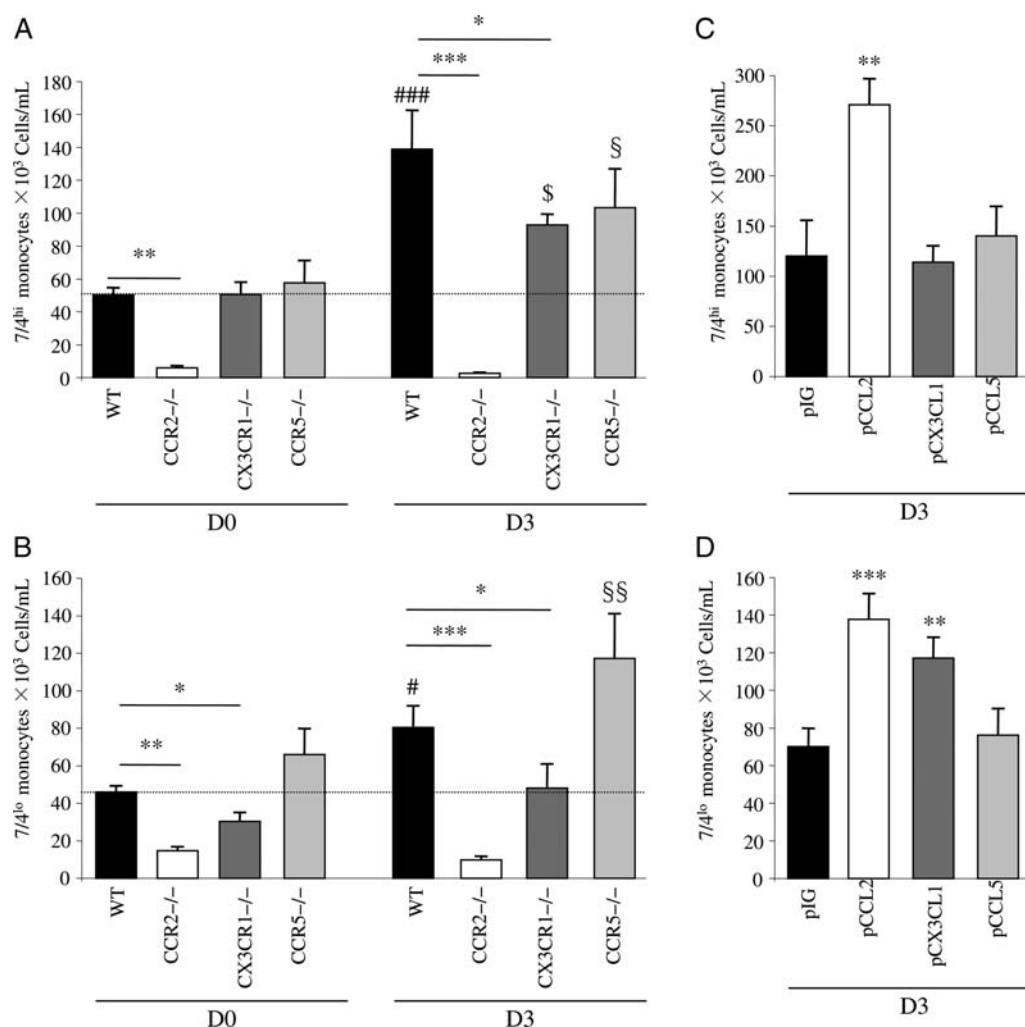 A
7/4hi monocytes ×10³ Cells/mL
180
160
140
120
100
80
60
40
20
0
**
###
***
*
$
§
WT
CCR2−/−
CX3CR1−/−
CCR5−/−
WT
CCR2−/−
CX3CR1−/−
CCR5−/−
D0
D3
C
7/4hi monocytes ×10³ Cells/mL
300
250
200
150
100
50
0
**
pIG
pCCL2
pCX3CL1
pCCL5
D3
B
7/4lo monocytes ×10³ Cells/mL
160
140
120
100
80
60
40
20
0
*
**
#
*
***
§§
WT
CCR2−/−
CX3CR1−/−
CCR5−/−
WT
CCR2−/−
CX3CR1−/−
CCR5−/−
D0
D3
D
7/4lo monocytes ×10³ Cells/mL
160
140
120
100
80
60
40
20
0
***
**
pIG
pCCL2
pCX3CL1
pCCL5
D3